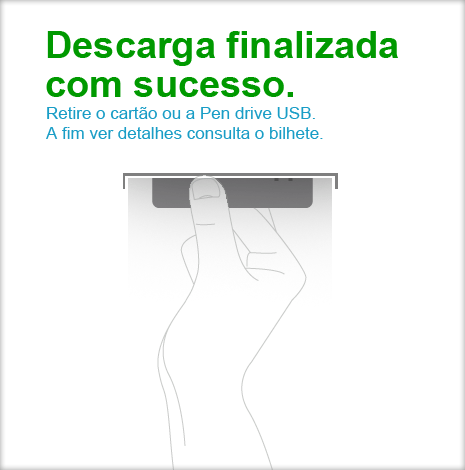 Descarga finalizada
com sucesso.
Retire o cartão ou a Pen drive USB.
A fim ver detalhes consulta o bilhete.